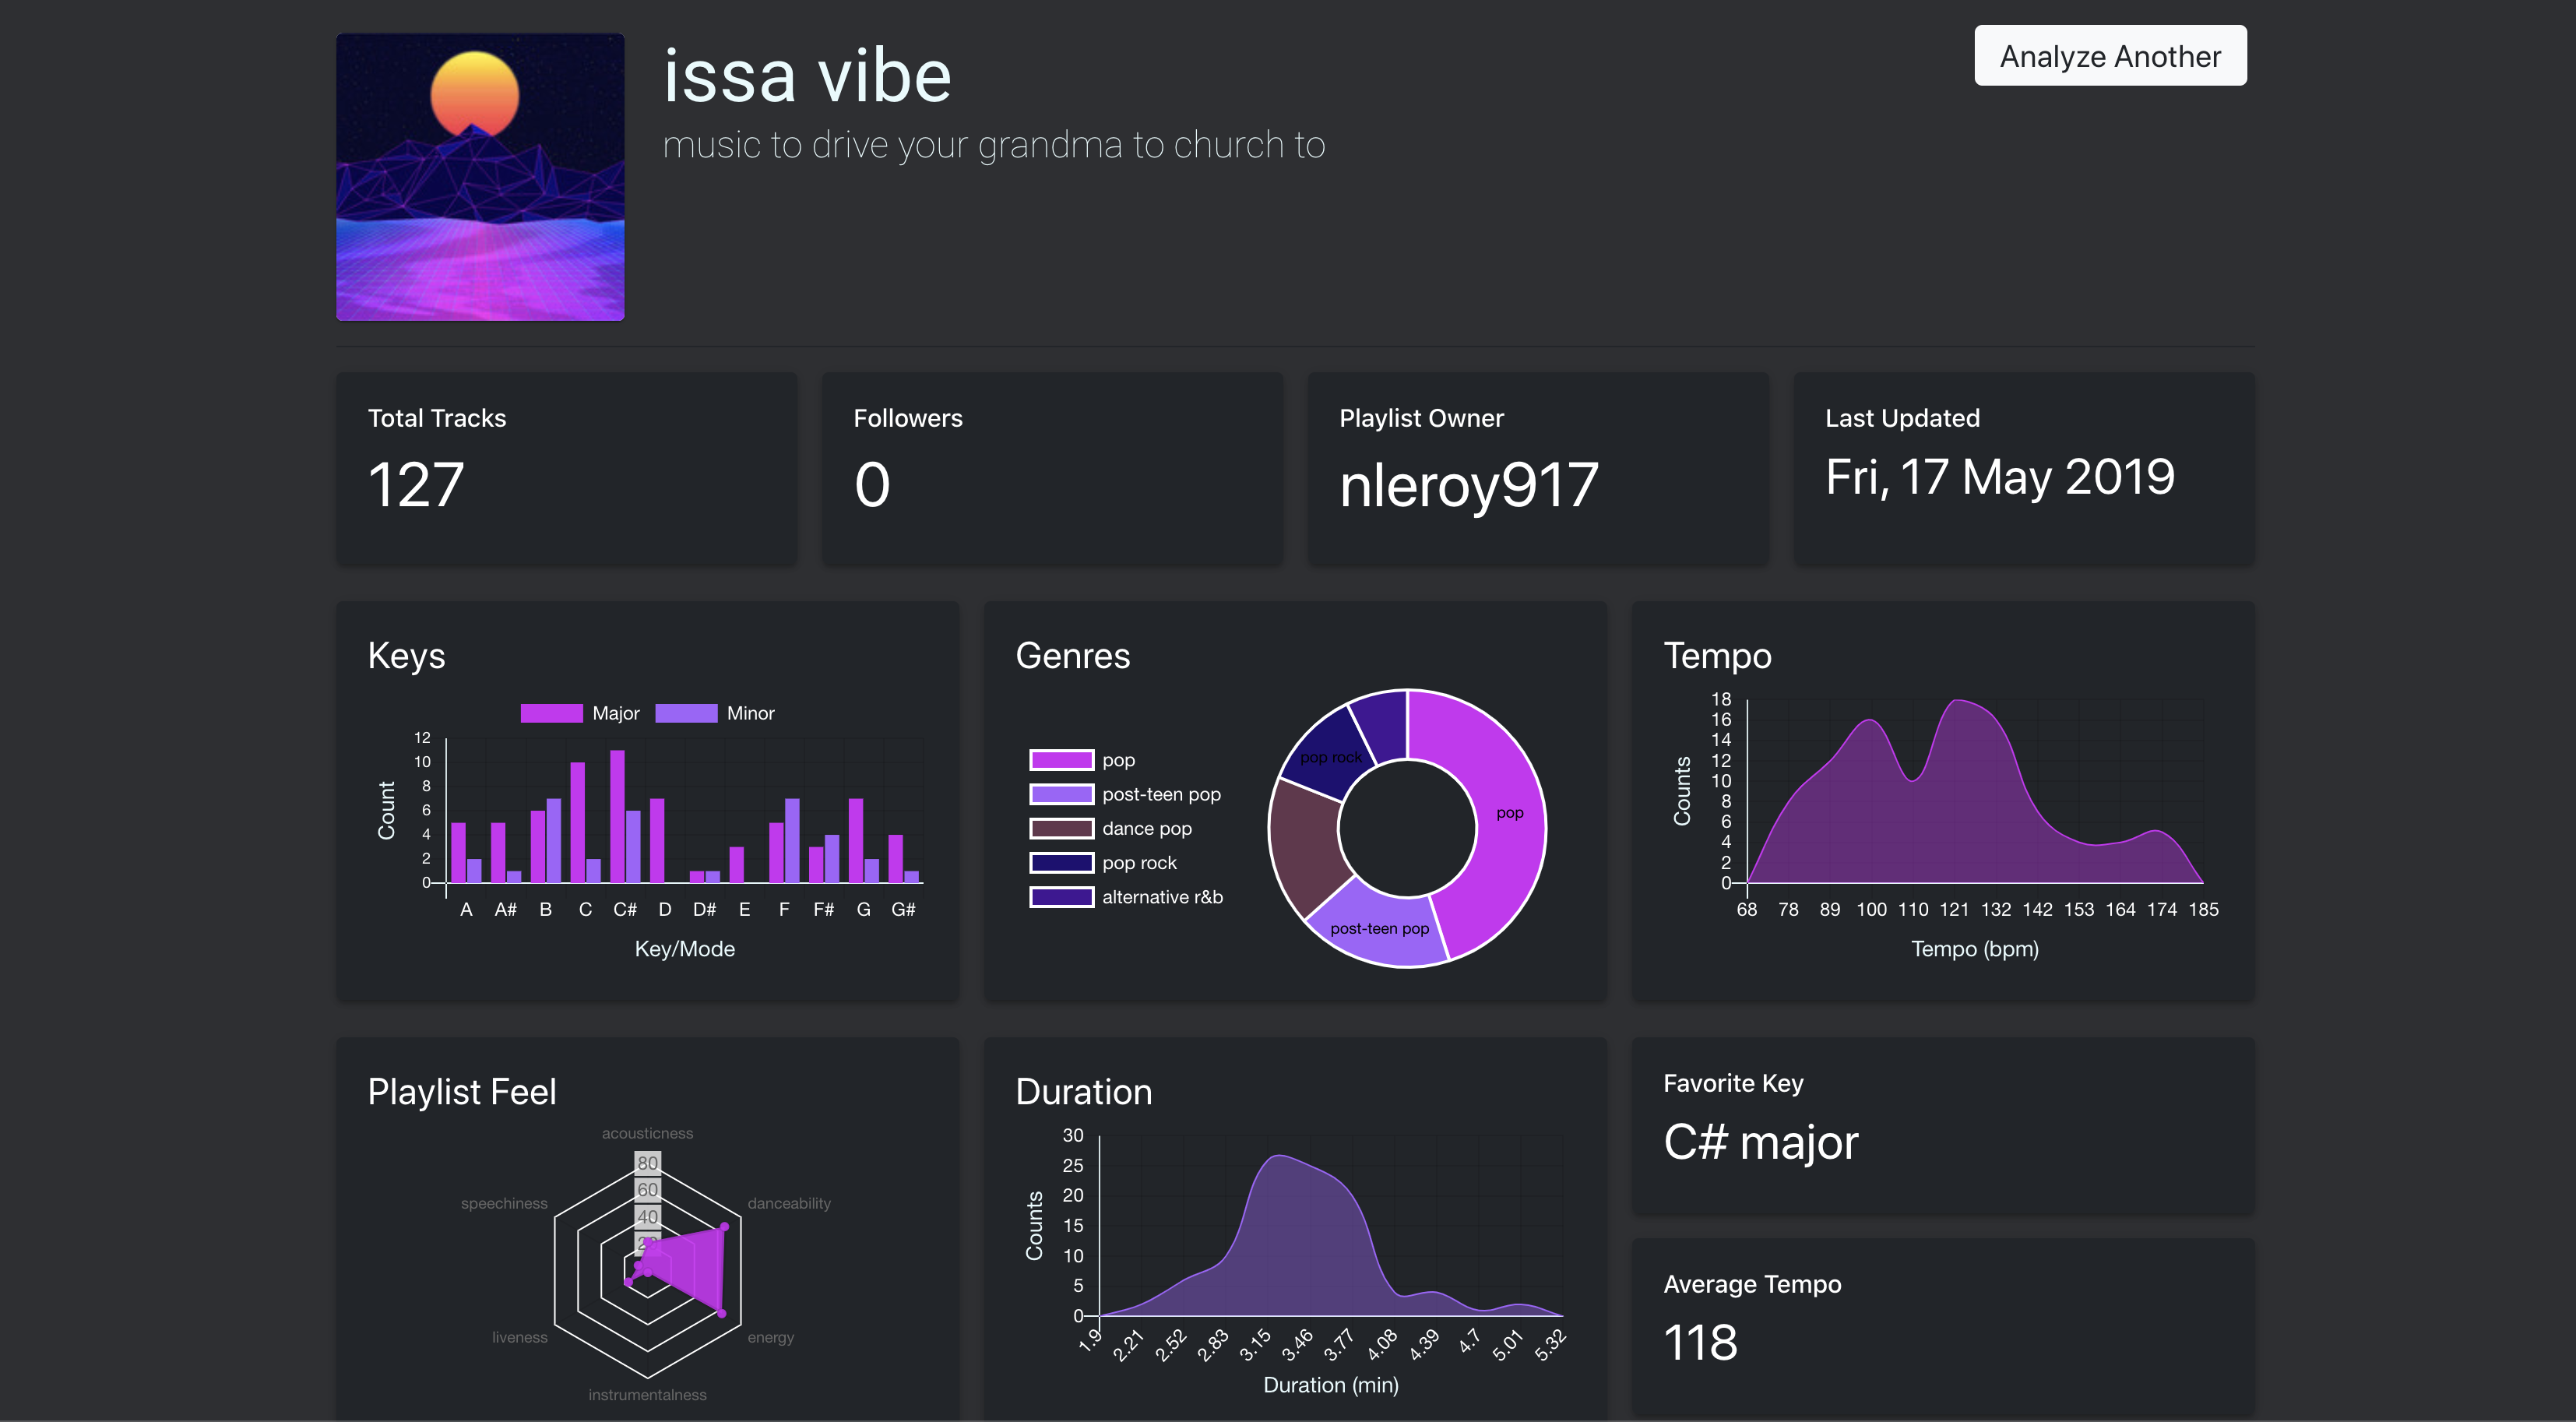 issa vibe
Analyze Another
music to drive your grandma to church to
Total Tracks
127
Followers
0
Playlist Owner
nleroy917
Last Updated
Fri, 17 May 2019
Keys
Major
Minor
12
10
8
6
4
2
0
Count
A A# B C C# D D# E F F# G G#
Key/Mode
Genres
pop
post-teen pop
dance pop
pop rock
alternative r&b
pop rock
pop
post-teen pop
Tempo
18
16
14
12
10
8
6
4
2
0
Counts
68 78 89 100 110 121 132 142 153 164 174 185
Tempo (bpm)
Playlist Feel
acousticness
80
60
40
20
speechiness
danceability
liveness
energy
instrumentalness
Duration
30
25
20
15
10
5
0
Counts
1.9 2.21 2.52 2.83 3.15 3.46 3.77 4.08 4.39 4.7 5.01 5.32
Duration (min)
Favorite Key
C# major
Average Tempo
118